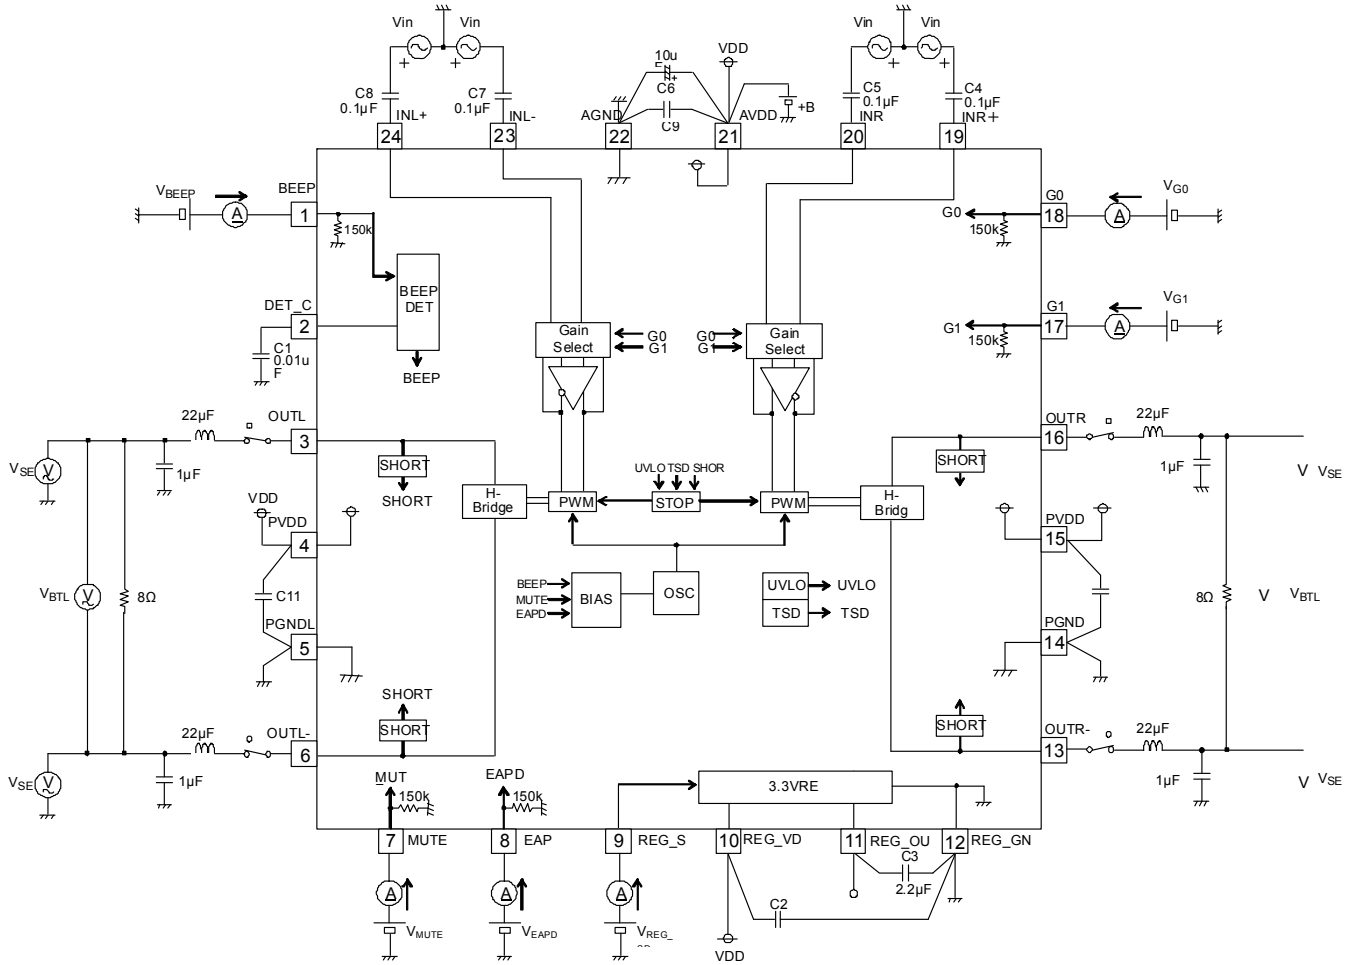 Vin
Vin
Vin
Vin
10u
F
VDD
C8
0.1µF
C7
0.1µF
C6
C9
+B
C5
0.1µF
C4
0.1µF
INL+
INL-
AGND
AVDD
INR
INR+
24
23
22
21
20
19
VBEEP
A
BEEP
1
150k
G0
150k
G0
18
A
VG0
BEEP
DET
DET_C
2
C1
0.01u
F
BEEP
Gain
Select
G0
G1
G0
G1
Gain
Select
G1
150k
G1
17
A
VG1
22µF
OUTL
3
SHORT
SHORT
VSE
V
1µF
OUTR
16
22µF
SHORT
1µF
V
VSE
UVLO TSD SHOR
H-
Bridge
PWM
STOP
PWM
H-
Bridg
VDD
PVDD
4
C11
PGNDL
5
VBTL
V
8Ω
PVDD
15
PGND
14
8Ω
V
VBTL
BEEP
MUTE
EAPD
BIAS
OSC
UVLO
UVLO
TSD
TSD
SHORT
SHORT
22µF
OUTL-
6
VSE
V
1µF
SHORT
OUTR-
13
22µF
1µF
V
VSE
MUT
150k
EAPD
150k
3.3VRE
7
MUTE
8
EAP
9
REG_S
10
REG_VD
11
REG_OU
12
REG_GN
C3
2.2µF
C2
A
A
A
VMUTE
VEAPD
VREG_
VDD